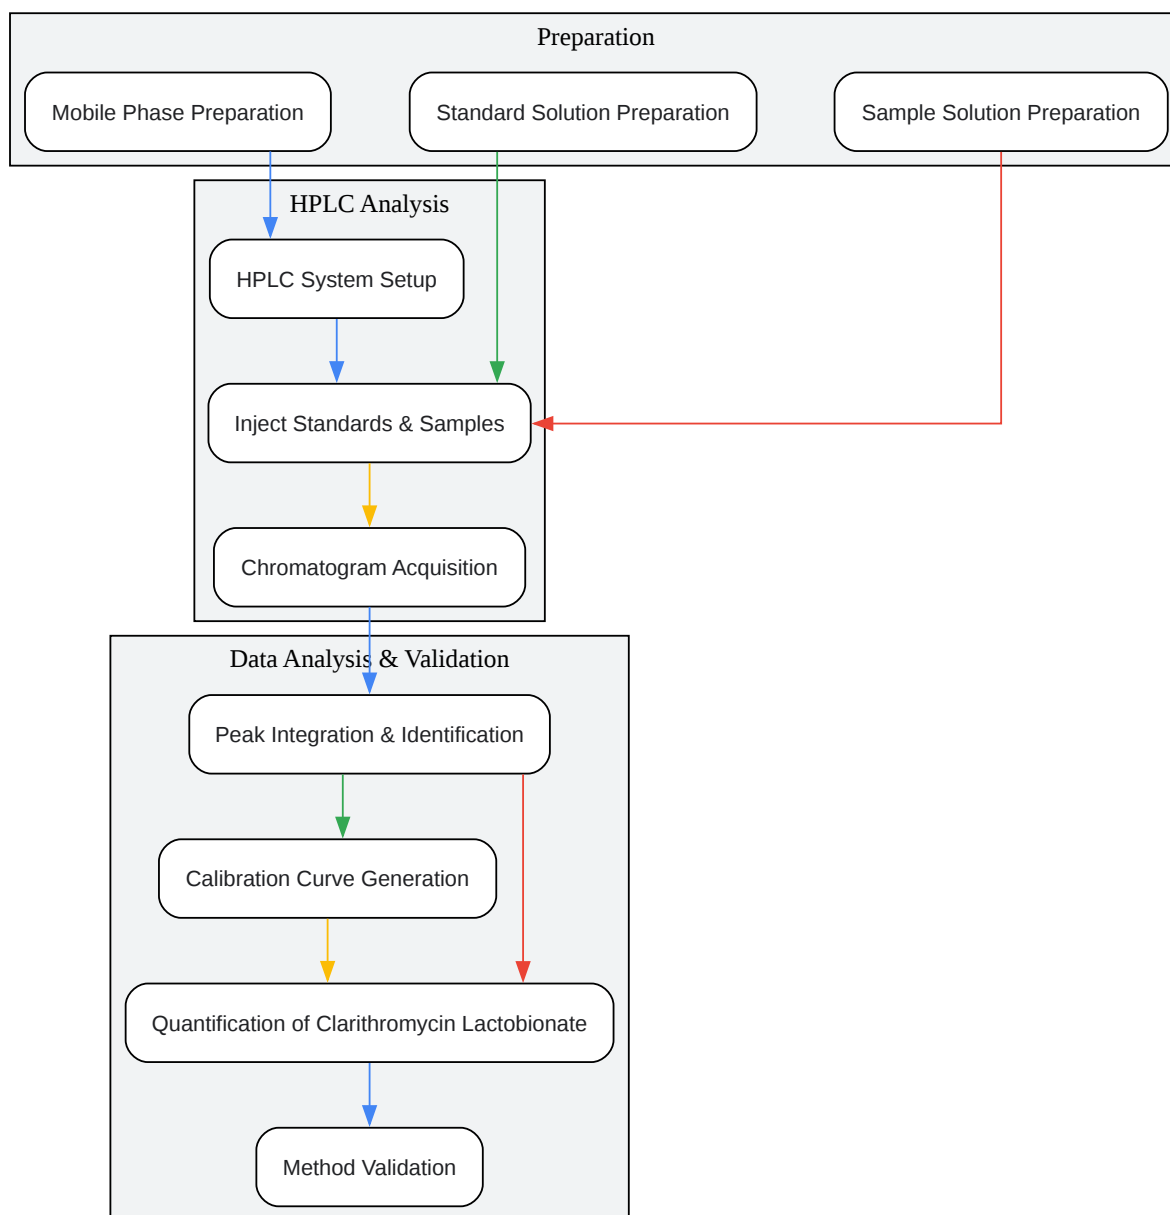 Preparation
Mobile Phase Preparation
Standard Solution Preparation
Sample Solution Preparation
HPLC Analysis
HPLC System Setup
Inject Standards & Samples
Chromatogram Acquisition
Data Analysis & Validation
Peak Integration & Identification
Calibration Curve Generation
Quantification of Clarithromycin Lactobionate
Method Validation